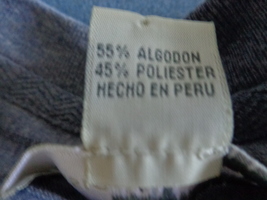 55% ALGODON
45% POLIESTER
HECHO EN PERU